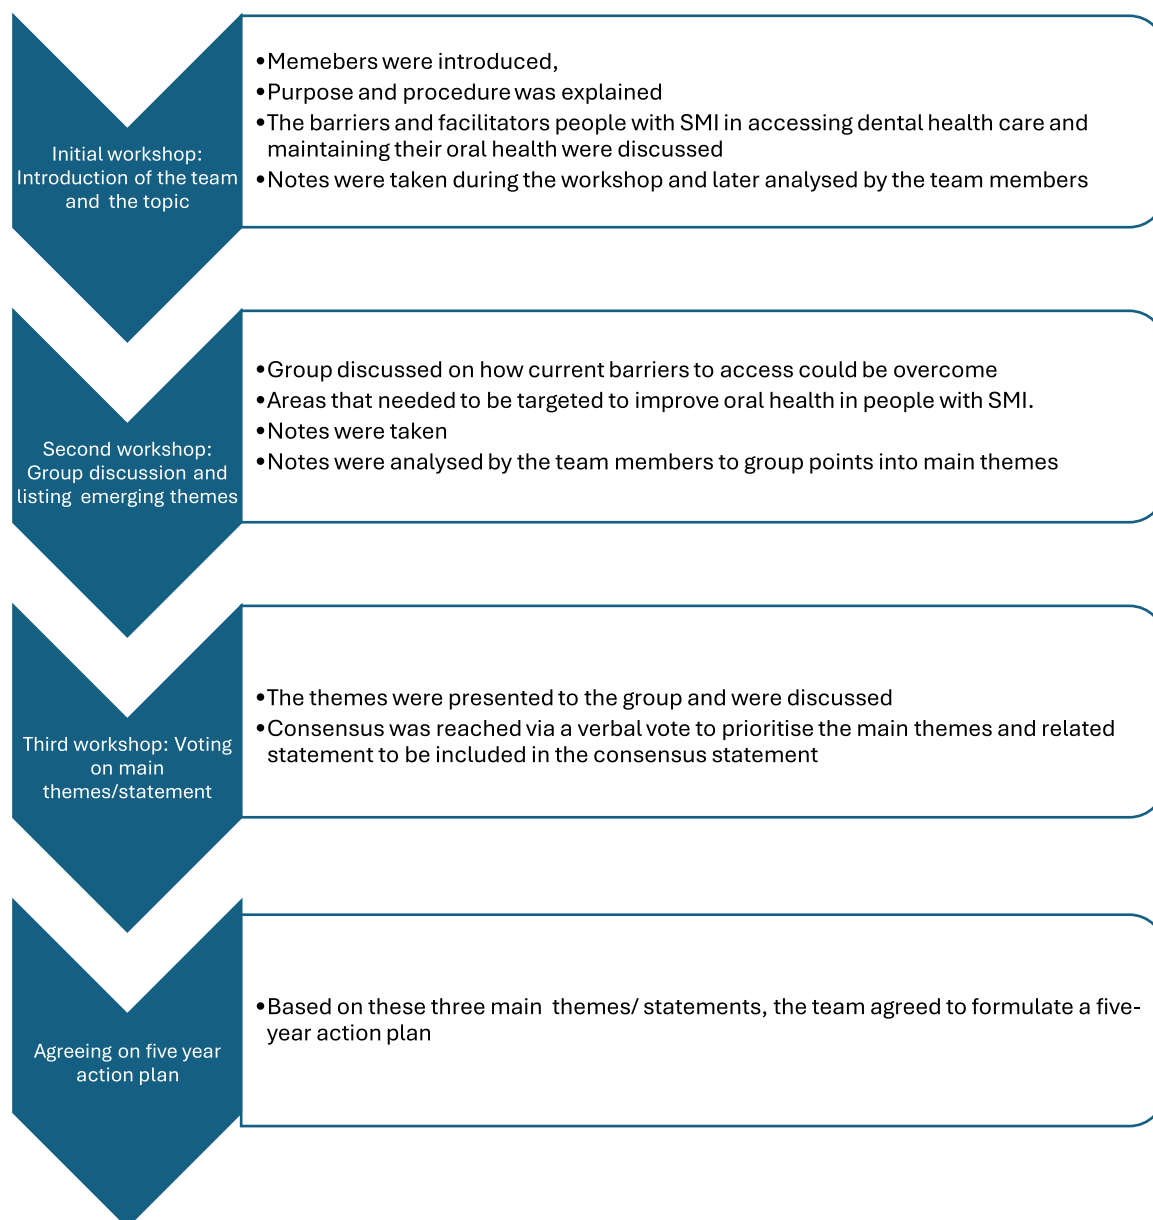 Initial workshop:
Introduction of the team
and the topic
•Memebers were introduced,
•Purpose and procedure was explained
•The barriers and facilitators people with SMI in accessing dental health care and
maintaining their oral health were discussed
•Notes were taken during the workshop and later analysed by the team members
Second workshop:
Group discussion and
listing emerging themes
•Group discussed on how current barriers to access could be overcome
•Areas that needed to be targeted to improve oral health in people with SMI.
•Notes were taken
•Notes were analysed by the team members to group points into main themes
Third workshop: Voting
on main
themes/statement
•The themes were presented to the group and were discussed
•Consensus was reached via a verbal vote to prioritise the main themes and related
statement to be included in the consensus statement
Agreeing on five year
action plan
•Based on these three main themes/ statements, the team agreed to formulate a five-
year action plan